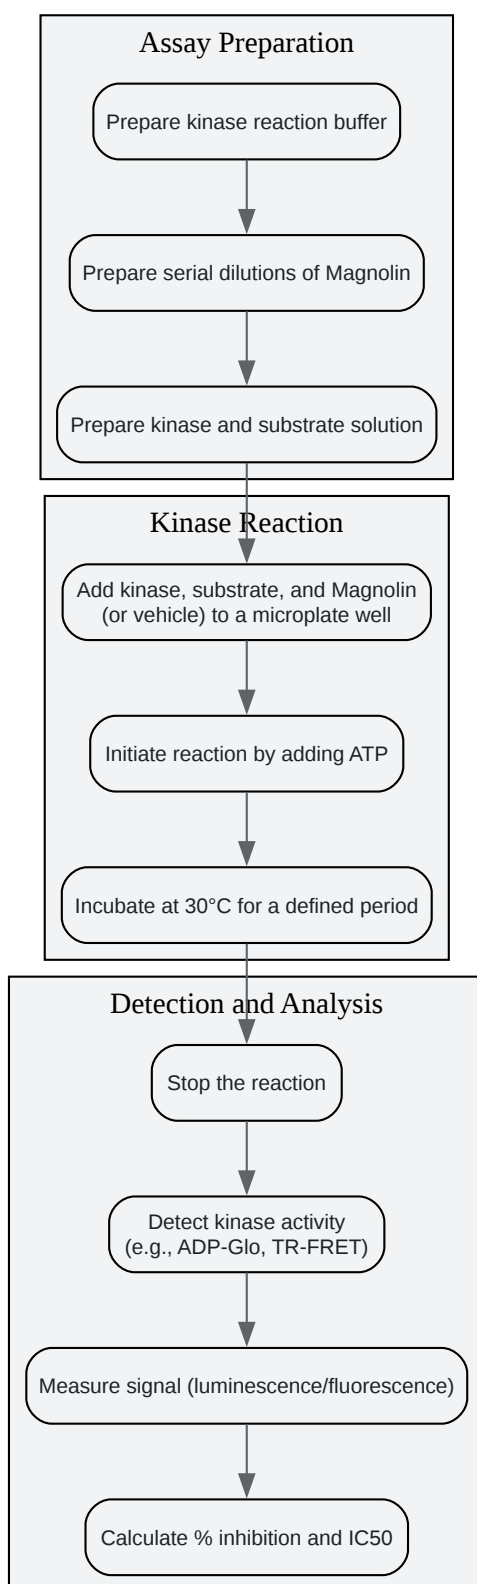 Assay Preparation
Prepare kinase reaction buffer
Prepare serial dilutions of Magnolin
Prepare kinase and substrate solution
Kinase Reaction
Add kinase, substrate, and Magnolin
(or vehicle) to a microplate well
Initiate reaction by adding ATP
Incubate at 30°C for a defined period
Detection and Analysis
Stop the reaction
Detect kinase activity
(e.g., ADP-Glo, TR-FRET)
Measure signal (luminescence/fluorescence)
Calculate % inhibition and IC50